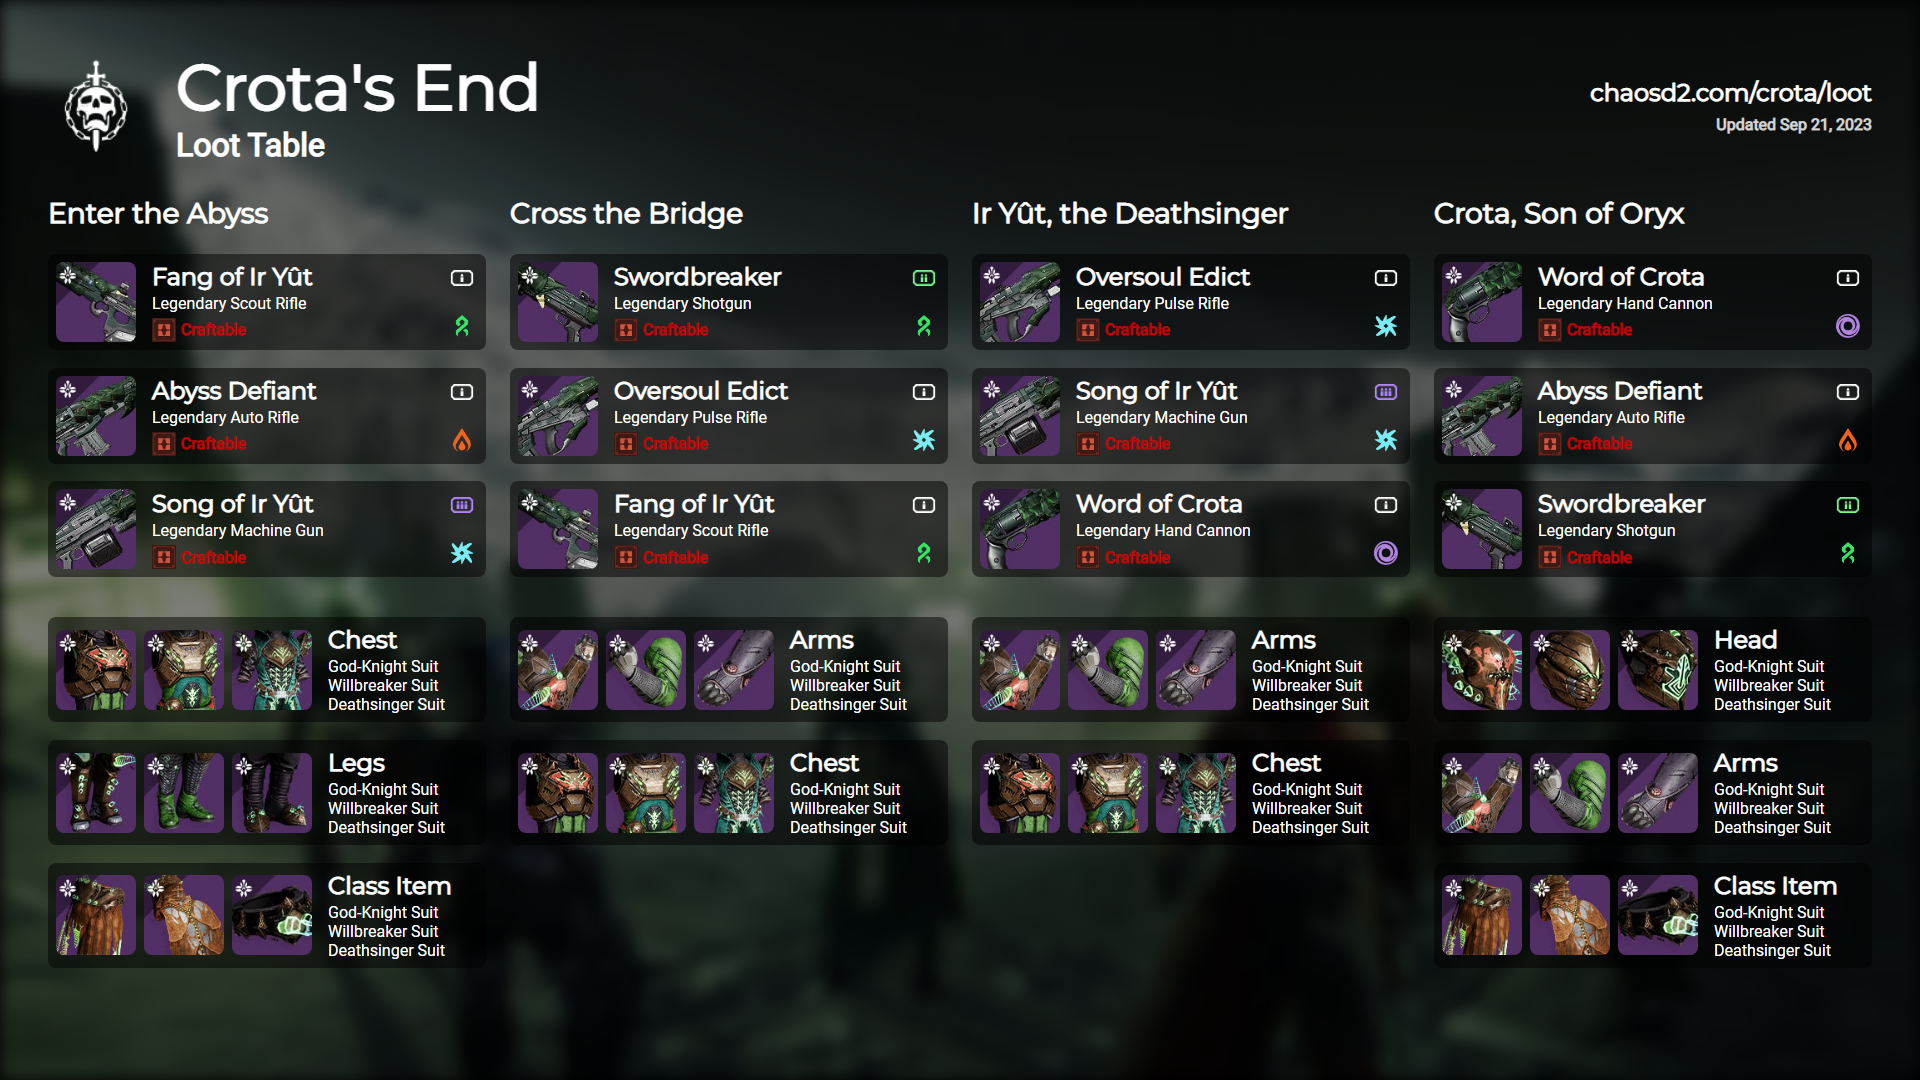 Crota's End
Loot Table
chaosd2.com/crota/loot
Updated Sep 21, 2023
Enter the Abyss
Fang of Ir Yût
Legendary Scout Rifle
Craftable
Abyss Defiant
Legendary Auto Rifle
Craftable
Song of Ir Yût
Legendary Machine Gun
Craftable
Chest
God-Knight Suit
Willbreaker Suit
Deathsinger Suit
Legs
God-Knight Suit
Willbreaker Suit
Deathsinger Suit
Class Item
God-Knight Suit
Willbreaker Suit
Deathsinger Suit
Cross the Bridge
Swordbreaker
Legendary Shotgun
Craftable
Oversoul Edict
Legendary Pulse Rifle
Craftable
Fang of Ir Yût
Legendary Scout Rifle
Craftable
Arms
God-Knight Suit
Willbreaker Suit
Deathsinger Suit
Chest
God-Knight Suit
Willbreaker Suit
Deathsinger Suit
Ir Yût, the Deathsinger
Oversoul Edict
Legendary Pulse Rifle
Craftable
Song of Ir Yût
Legendary Machine Gun
Craftable
Word of Crota
Legendary Hand Cannon
Craftable
Arms
God-Knight Suit
Willbreaker Suit
Deathsinger Suit
Chest
God-Knight Suit
Willbreaker Suit
Deathsinger Suit
Crota, Son of Oryx
Word of Crota
Legendary Hand Cannon
Craftable
Abyss Defiant
Legendary Auto Rifle
Craftable
Swordbreaker
Legendary Shotgun
Craftable
Head
God-Knight Suit
Willbreaker Suit
Deathsinger Suit
Arms
God-Knight Suit
Willbreaker Suit
Deathsinger Suit
Class Item
God-Knight Suit
Willbreaker Suit
Deathsinger Suit